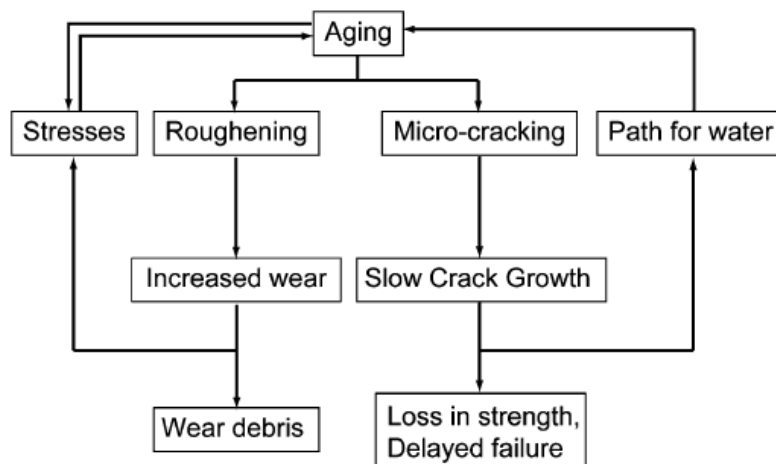 Aging
Stresses
Roughening
Micro-cracking
Path for water
Increased wear
Slow Crack Growth
Wear debris
Loss in strength,
Delayed failure